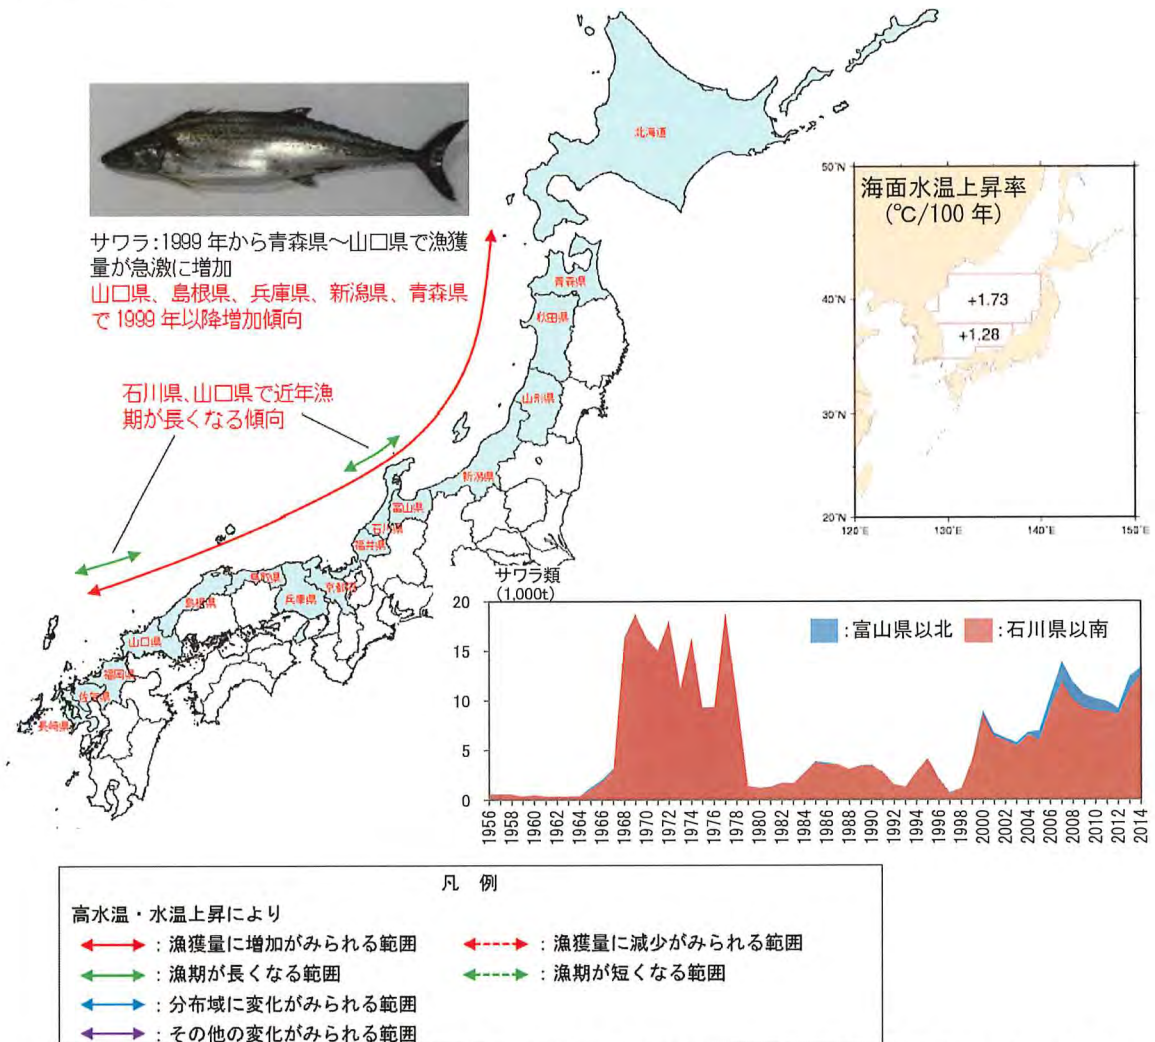 サワラ:1999 年から青森県～山口県で漁獲
量が急激に増加
山口県、島根県、兵庫県、新潟県、青森県
で 1999 年以降増加傾向
石川県、山口県で近年漁
期が長くなる傾向
北海道
青森県
秋田県
山形県
新潟県
富山県
石川県
福井県
京都府
兵庫県
鳥取県
島根県
山口県
福岡県
佐賀県
長崎県
海面水温上昇率
(℃/100 年)
50°N
40°N
30°N
20°N
+1.73
+1.28
120°E 130°E 140°E 150°E
サワラ類
(1,000t)
20
15
10
5
0
:富山県以北 :石川県以南
1956 1958 1960 1962 1964 1966 1968 1970 1972 1974 1976 1978 1980 1982 1984 1986 1988 1990 1992 1994 1996 1998 2000 2002 2004 2006 2008 2010 2012 2014
凡 例
高水温・水温上昇により
:漁獲量に増加がみられる範囲 :漁獲量に減少がみられる範囲
:漁期が長くなる範囲 :漁期が短くなる範囲
:分布域に変化がみられる範囲
:その他の変化がみられる範囲